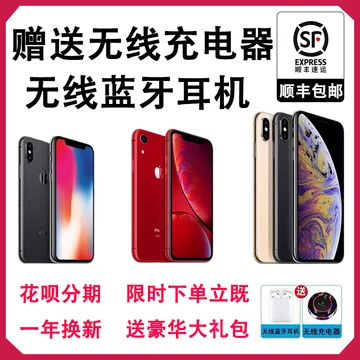 赠送无线充电器
无线蓝牙耳机
SF
EXPRESS
顺丰速运
顺丰包邮
花呗分期
限时下单立既
一年换新
送豪华大礼包
送
无线蓝牙耳机
无线充电器